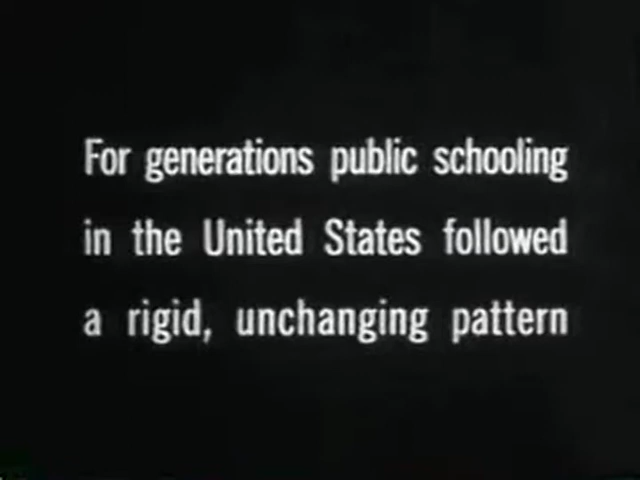 For generations public schooling
in the United States followed
a rigid, unchanging pattern